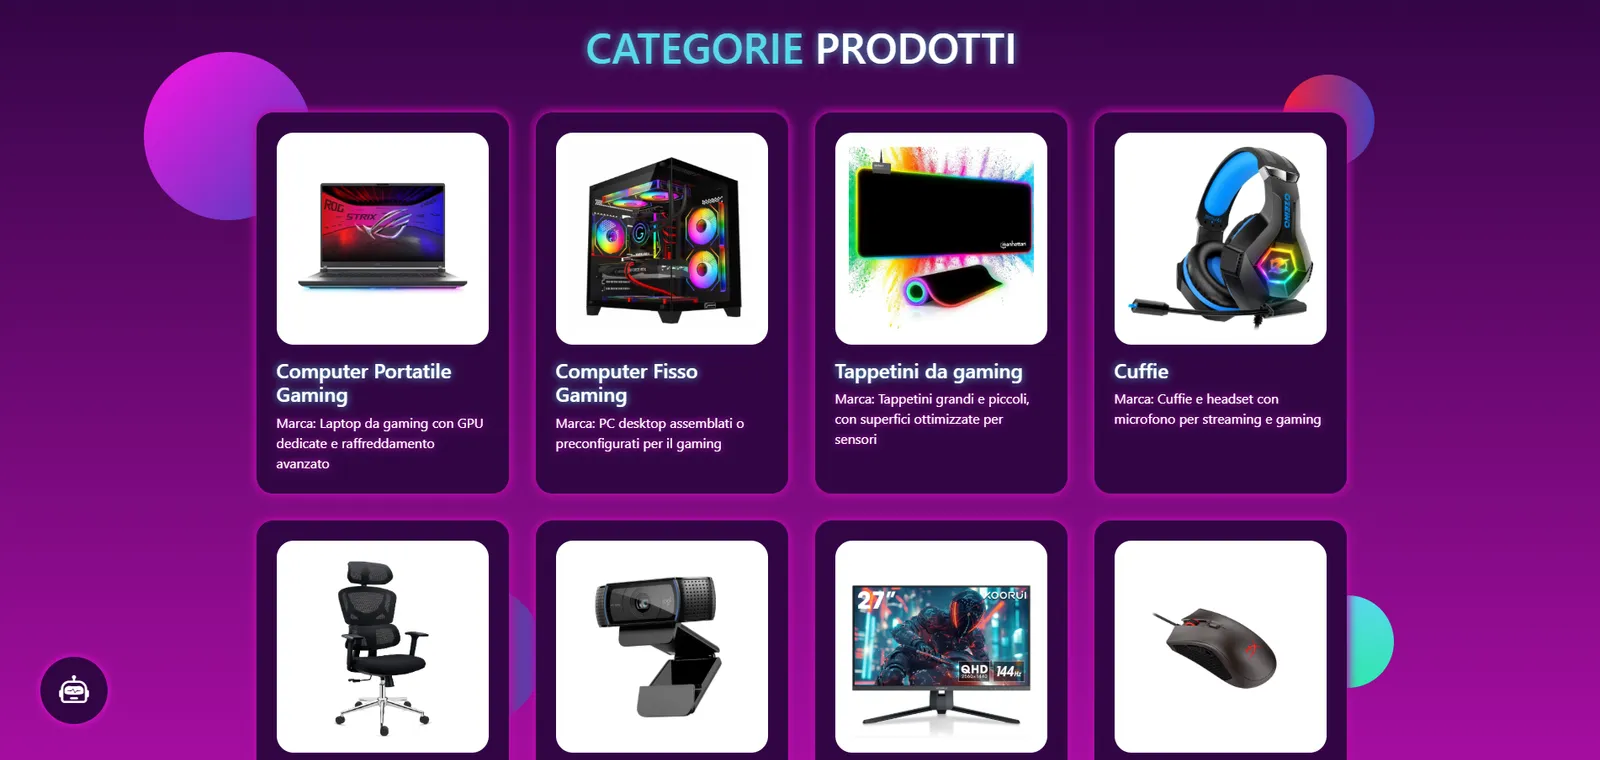 CATEGORIE PRODOTTI
ROG
STRIX
manhattan
OZEINO
Computer Portatile
Gaming
Marca: Laptop da gaming con GPU
dedicate e raffreddamento
avanzato
Computer Fisso
Gaming
Marca: PC desktop assemblati o
preconfigurati per il gaming
Tappetini da gaming
Marca: Tappetini grandi e piccoli,
con superfici ottimizzate per
sensori
Cuffie
Marca: Cuffie e headset con
microfono per streaming e gaming
27”
KOORUI
QHD
144Hz